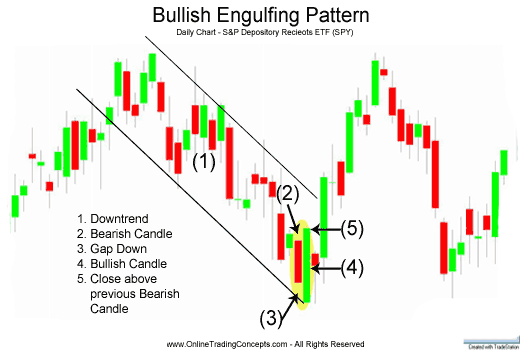 Bullish Engulfing Pattern
Daily Chart - S&P Depository Recieots ETF (SPY)
(1)
(2)
(5)
(4)
(3)
1. Downtrend
2. Bearish Candle
3. Gap Down
4. Bullish Candle
5. Close above
previous Bearish
Candle
www.OnlineTradingConcepts.com - All Rights Reserved
Created with TradeStation